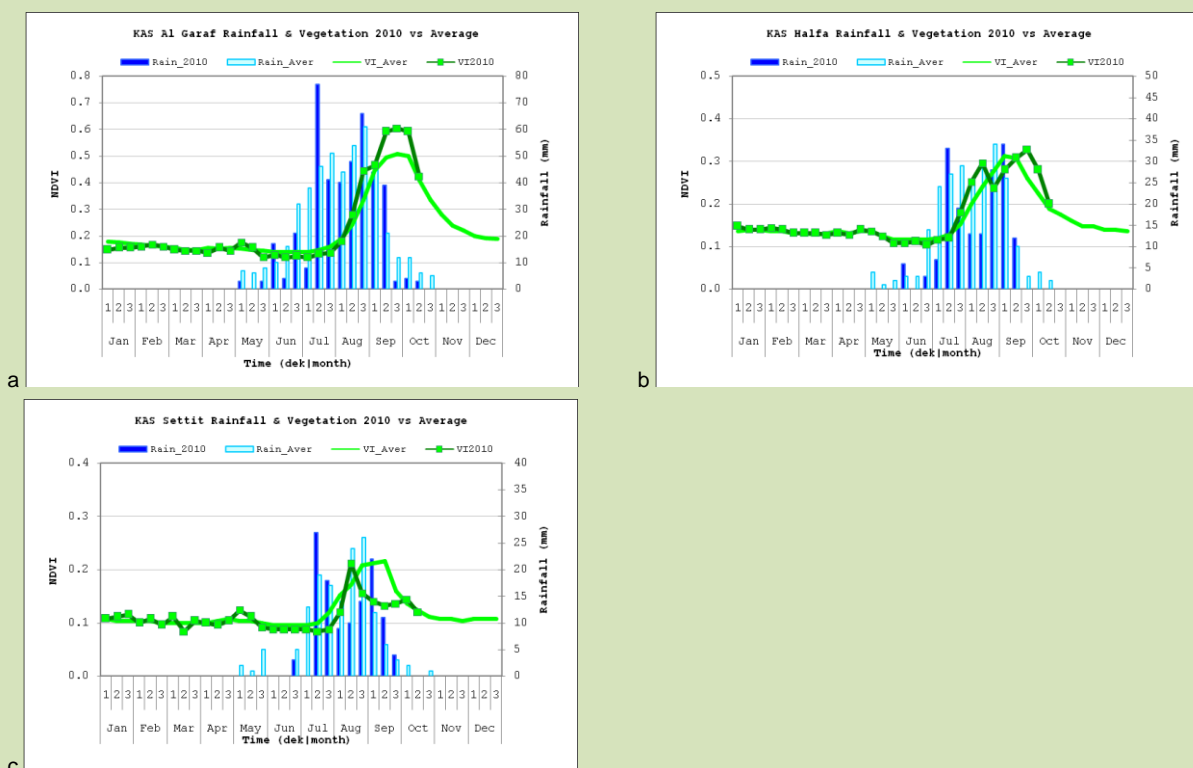 KAS Al Garaf Rainfall & Vegetation 2010 vs Average
Rain_2010 Rain_Aver VI_Aver VI2010
0.8 80
0.7 70
0.6 60
0.5 50
0.4 40
0.3 30
0.2 20
0.1 10
0.0 0
NDVI
Rainfall (mm)
1 2 3 1 2 3 1 2 3 1 2 3 1 2 3 1 2 3 1 2 3 1 2 3 1 2 3 1 2 3 1 2 3 1 2 3
Jan Feb Mar Apr May Jun Jul Aug Sep Oct Nov Dec
Time (dek|month)
a
KAS Halfa Rainfall & Vegetation 2010 vs Average
Rain_2010 Rain_Aver VI_Aver VI2010
0.5 50
45
0.4 40
35
0.3 30
25
0.2 20
15
0.1 10
5
0.0 0
NDVI
Rainfall (mm)
1 2 3 1 2 3 1 2 3 1 2 3 1 2 3 1 2 3 1 2 3 1 2 3 1 2 3 1 2 3 1 2 3 1 2 3
Jan Feb Mar Apr May Jun Jul Aug Sep Oct Nov Dec
Time (dek|month)
b
KAS Settit Rainfall & Vegetation 2010 vs Average
Rain_2010 Rain_Aver VI_Aver VI2010
0.4 40
35
0.3 30
25
0.2 20
15
0.1 10
5
0.0 0
NDVI
Rainfall (mm)
1 2 3 1 2 3 1 2 3 1 2 3 1 2 3 1 2 3 1 2 3 1 2 3 1 2 3 1 2 3 1 2 3 1 2 3
Jan Feb Mar Apr May Jun Jul Aug Sep Oct Nov Dec
Time (dek|month)
c